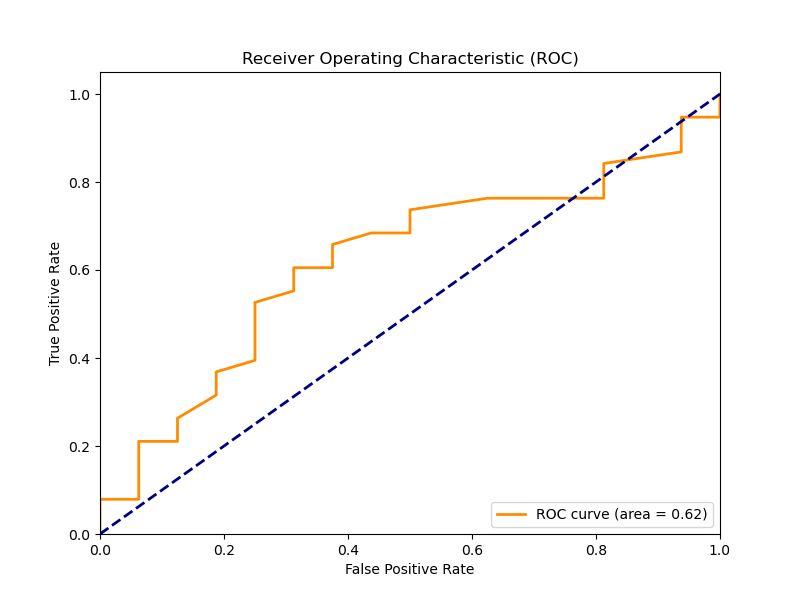 Receiver Operating Characteristic (ROC)
True Positive Rate
1.0
0.8
0.6
0.4
0.2
0.0
0.0 0.2 0.4 0.6 0.8 1.0
False Positive Rate
ROC curve (area = 0.62)